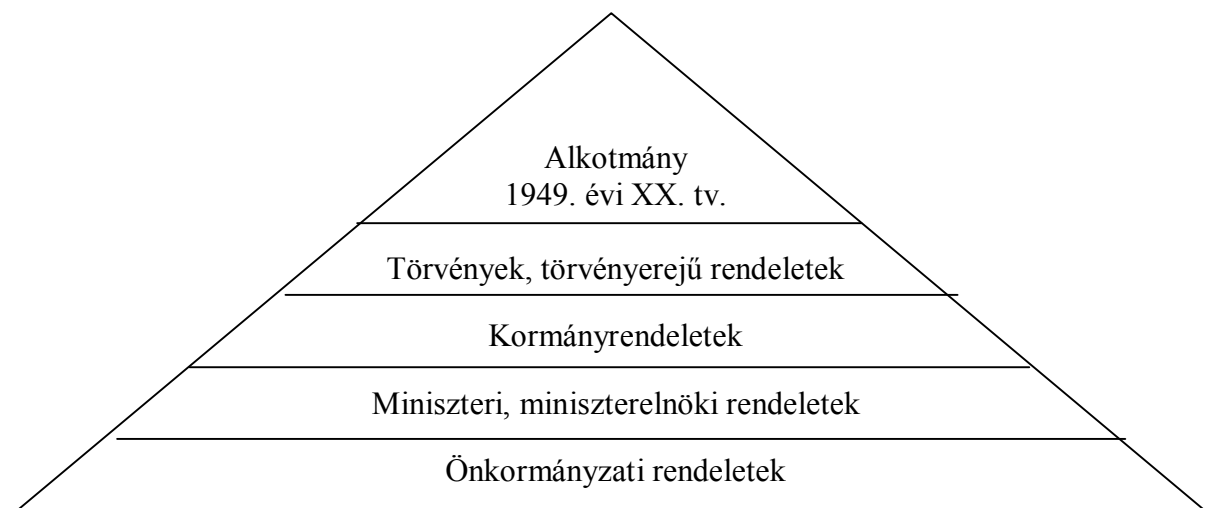 Alkotmány
1949. évi XX. tv.
Törvények, törvényerejű rendeletek
Kormányrendeletek
Miniszteri, miniszterelnöki rendeletek
Önkormányzati rendeletek